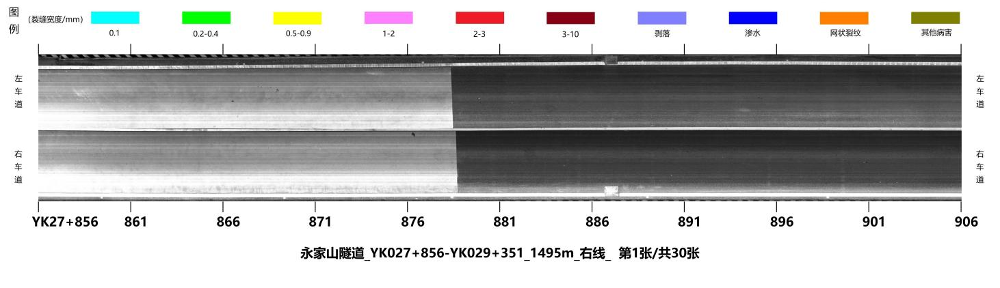 图例
(裂缝宽度/mm)
0.1
0.2-0.4
0.5-0.9
1-2
2-3
3-10
剥落
渗水
网状裂纹
其他病害
左车道
左车道
右车道
右车道
YK27+856 861 866 871 876 881 886 891 896 901 906
永家山隧道_YK027+856-YK029+351_1495m_右线_ 第1张/共30张